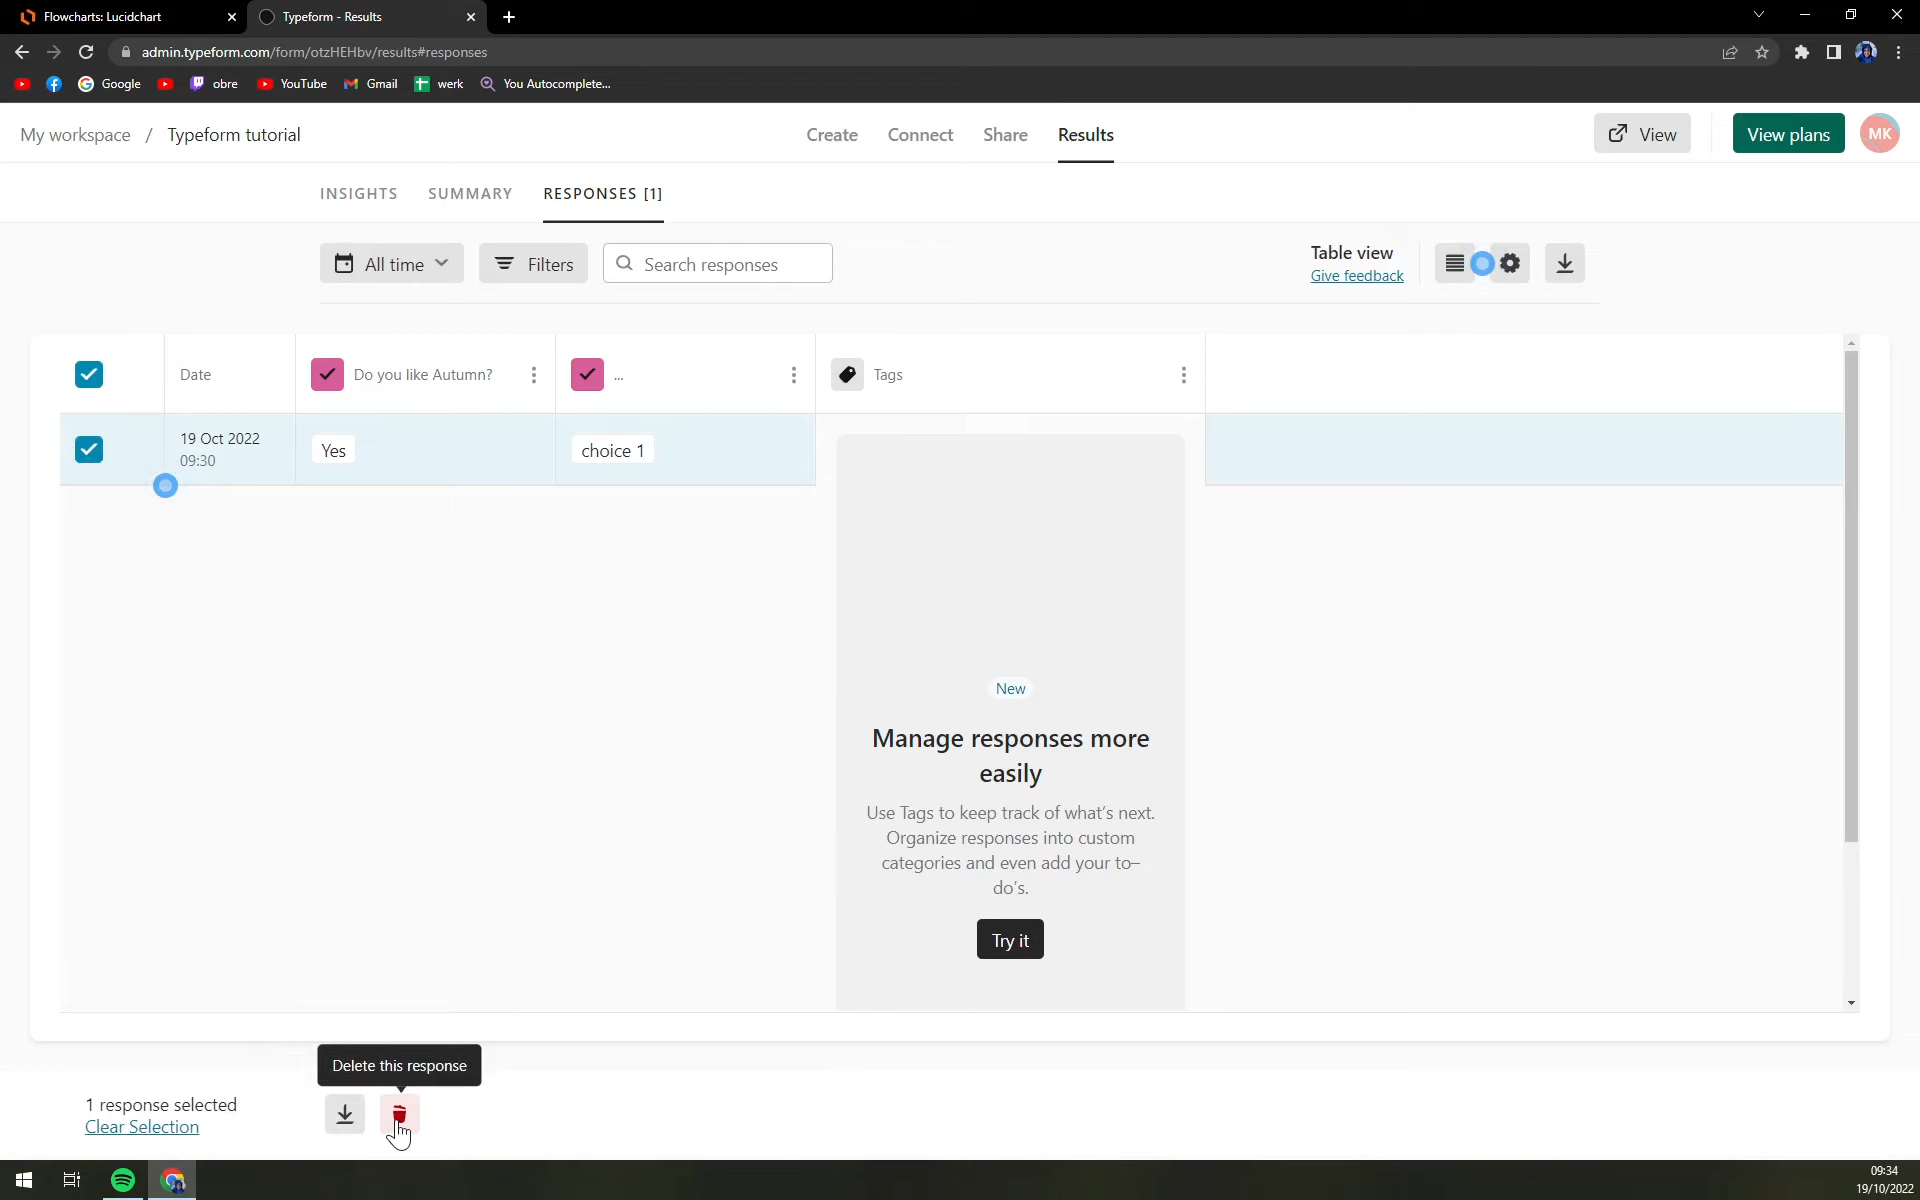 Flowcharts: Lucidchart
Typeform - Results
admin.typeform.com/form/otzHEHbv/results#responses
Google
obre
YouTube
Gmail
werk
You Autocomplete...
My workspace / Typeform tutorial
Create
Connect
Share
Results
View
View plans
MK
INSIGHTS
SUMMARY
RESPONSES [1]
All time
Filters
Search responses
Table view
Give feedback
Date
Do you like Autumn?
...
Tags
19 Oct 2022
09:30
Yes
choice 1
New
Manage responses more
easily
Use Tags to keep track of what's next.
Organize responses into custom
categories and even add your to-
do's.
Try it
Delete this response
1 response selected
Clear Selection
09:34
19/10/2022